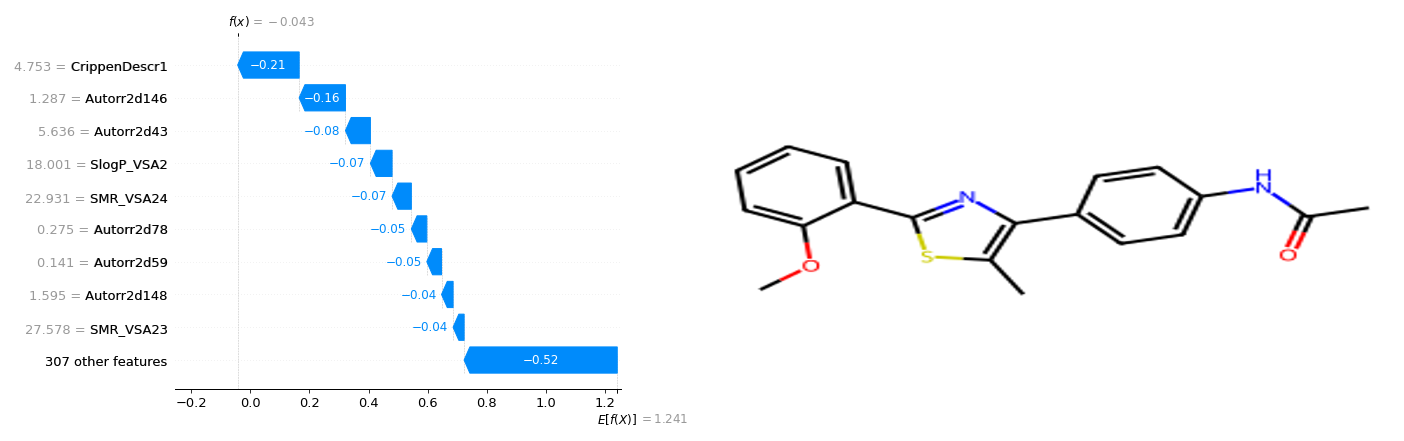 f(x) = −0.043
4.753 = CrippenDescr1 −0.21
1.287 = Autorr2d146 −0.16
5.636 = Autorr2d43 −0.08
18.001 = SlogP_VSA2 −0.07
22.931 = SMR_VSA24 −0.07
0.275 = Autorr2d78 −0.05
0.141 = Autorr2d59 −0.05
1.595 = Autorr2d148 −0.04
27.578 = SMR_VSA23 −0.04
307 other features −0.52
−0.2 0.0 0.2 0.4 0.6 0.8 1.0 1.2
E[f(X)] = 1.241
H
N
N
O
S
O